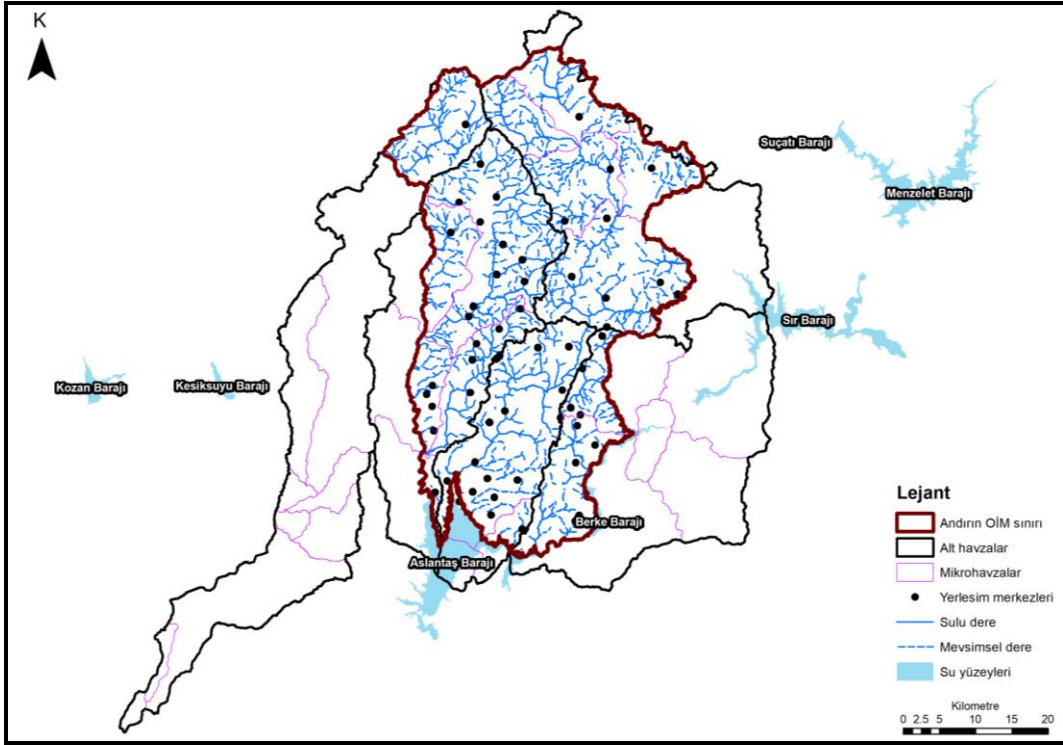 K
Suçatı Barajı
Menzelet Barajı
Sır Barajı
Kozan Barajı
Kesiksuyu Barajı
Berke Barajı
Aslantaş Barajı
Lejant
Andırın OİM sınırı
Alt havzalar
Mikrohavzalar
Yerlesim merkezleri
Sulu dere
Mevsimsel dere
Su yüzeyleri
Kilometre
0 2.5 5 10 15 20